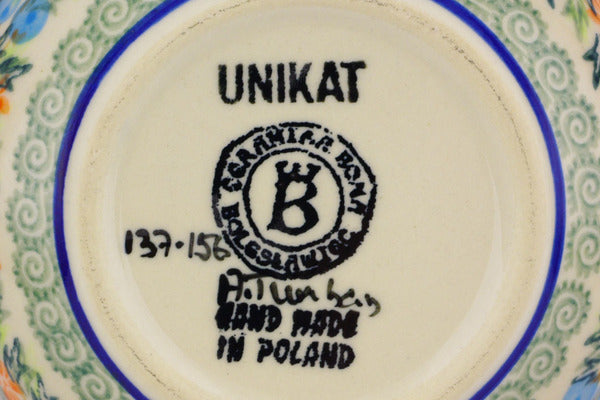 UNIKAT
CERAMIKA BONA
B
BOLESŁAWIEC
137·156
HAND MADE
IN POLAND